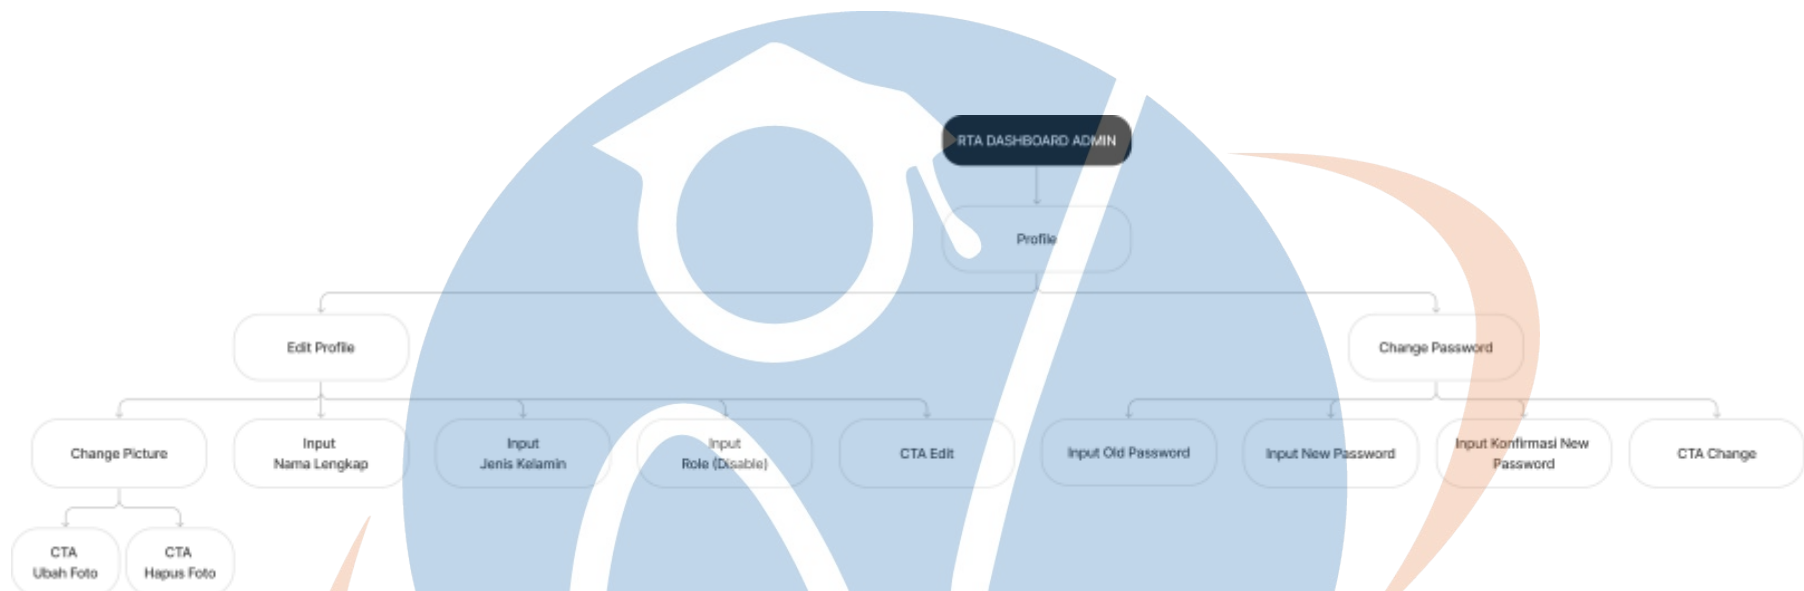 RTA DASHBOARD ADMIN
Profile
Edit Profile
Change Password
Change Picture
Input
Nama Lengkap
Input
Jenis Kelamin
Input
Role (Disable)
CTA Edit
Input Old Password
Input New Password
Input Konfirmasi New
Password
CTA Change
CTA
Ubah Foto
CTA
Hapus Foto